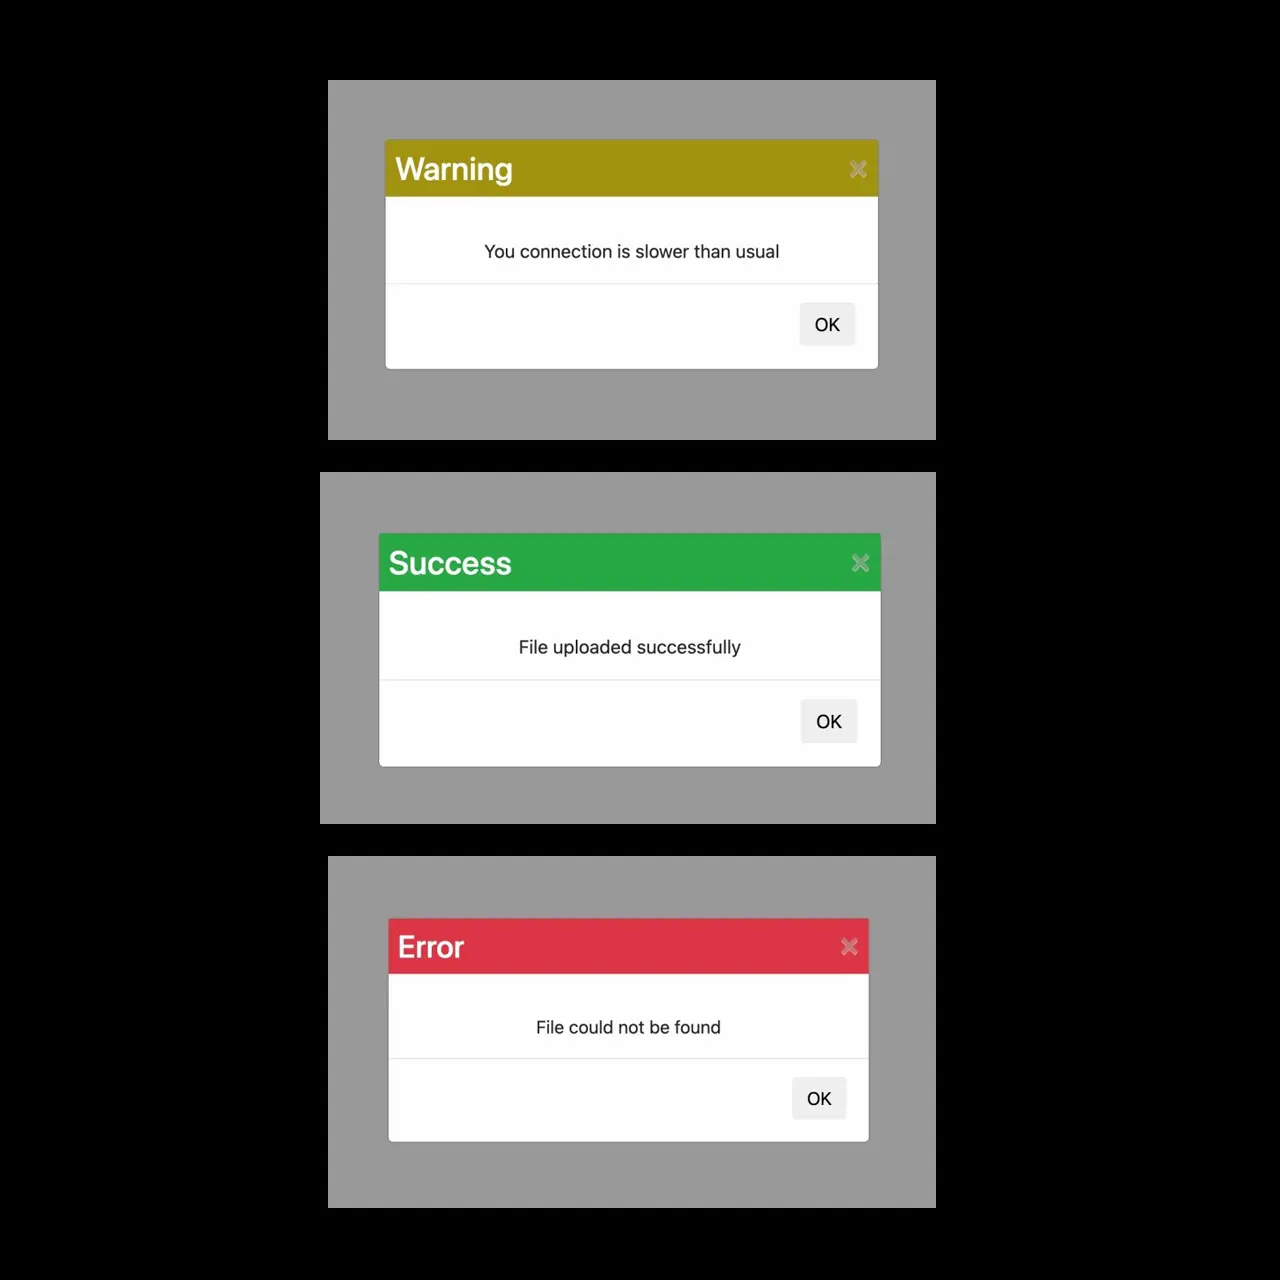 Warning
You connection is slower than usual
OK
Success
File uploaded successfully
OK
Error
File could not be found
OK